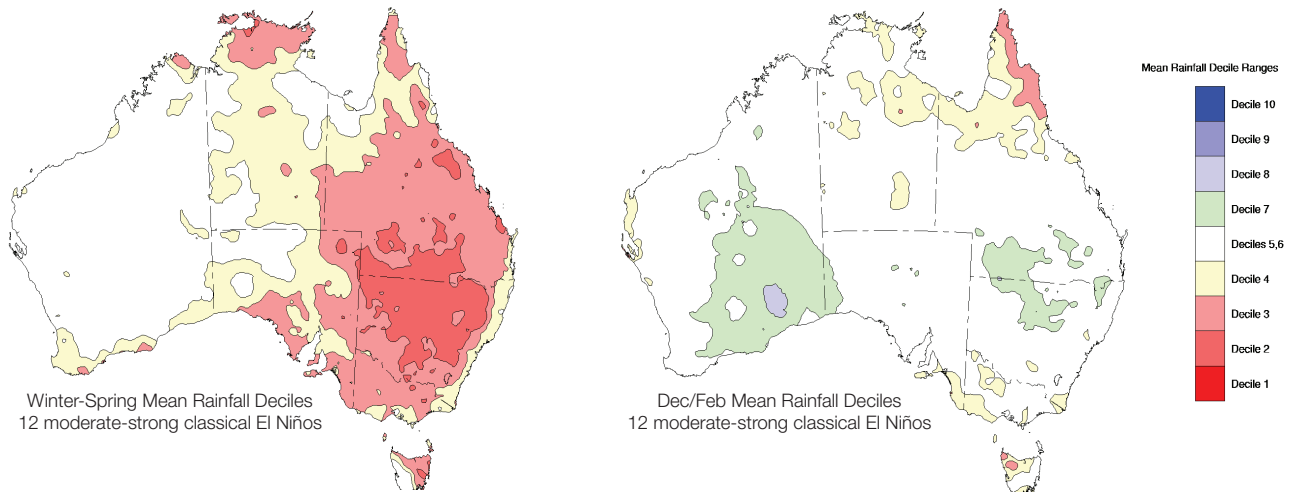 Winter-Spring Mean Rainfall Deciles
12 moderate-strong classical El Niños
Dec/Feb Mean Rainfall Deciles
12 moderate-strong classical El Niños
Mean Rainfall Decile Ranges
Decile 10
Decile 9
Decile 8
Decile 7
Deciles 5,6
Decile 4
Decile 3
Decile 2
Decile 1